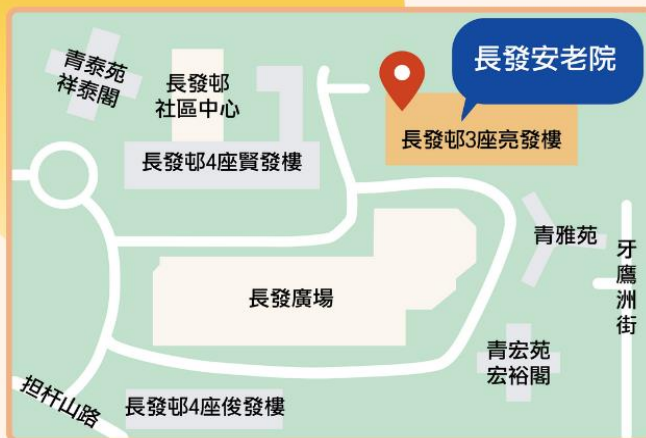 青泰苑
祥泰閣
長發邨
社區中心
長發安老院
長發邨3座亮發樓
長發邨4座賢發樓
青雅苑
牙鷹洲街
長發廣場
青宏苑
宏裕閣
担杆山路
長發邨4座俊發樓